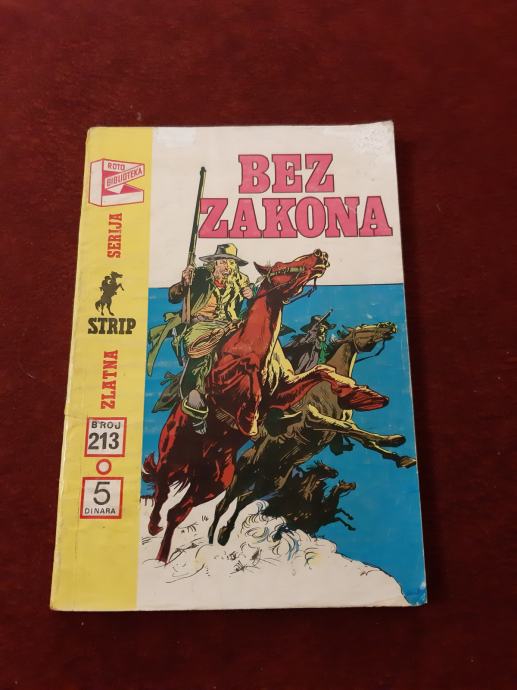 BEZ
ZAKONA
ROTO
BIBLIOTEKA
ZLATNA SERIJA
STRIP
BROJ
213
5
DINARA